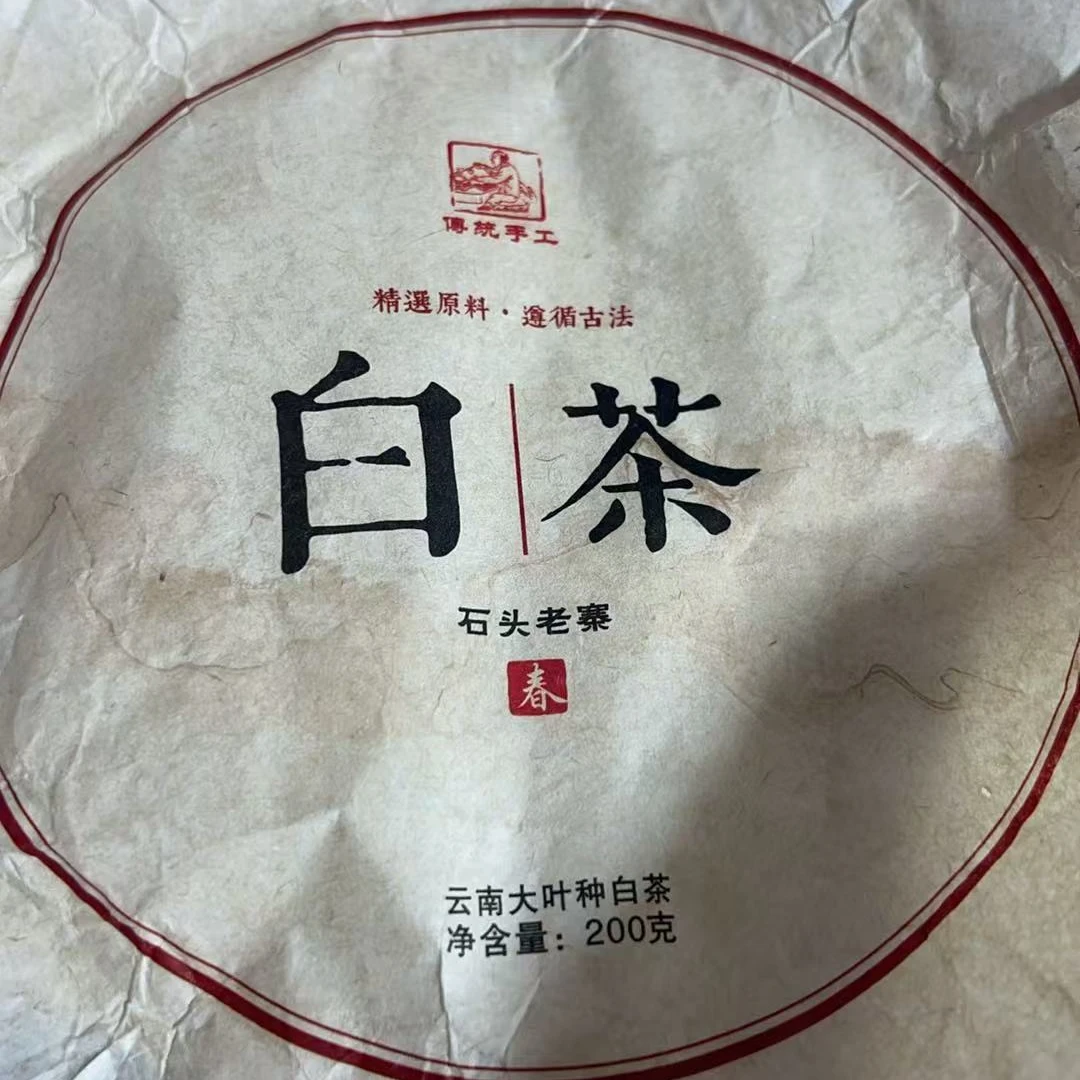 傳統手工
精選原料·遵循古法
白茶
石头老寨
春
云南大叶种白茶
净含量：200克